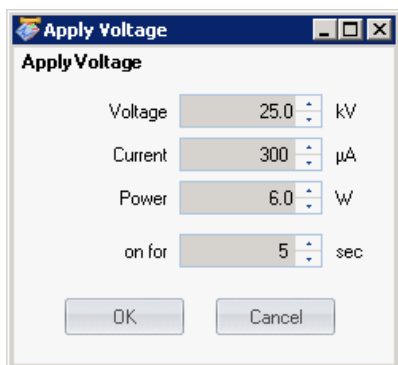 Apply Voltage
Apply Voltage
Voltage 25.0 kV
Current 300 µA
Power 6.0 W
on for 5 sec
OK Cancel